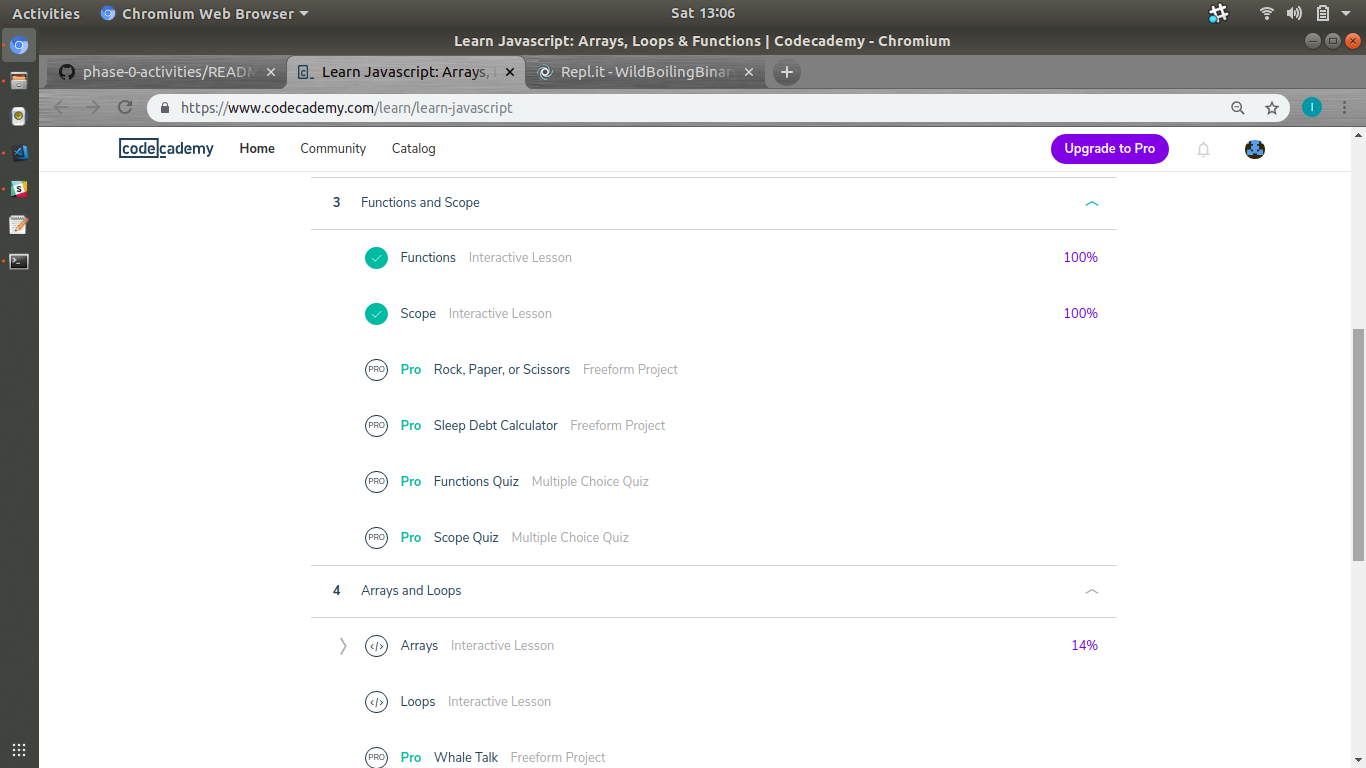 Activities Chromium Web Browser Sat 13:06
Learn Javascript: Arrays, Loops & Functions | Codecademy - Chromium
phase-0-activities/READM Learn Javascript: Arrays, L Repl.it - WildBoilingBinar
https://www.codecademy.com/learn/learn-javascript I
codecademy Home Community Catalog Upgrade to Pro
3 Functions and Scope
Functions Interactive Lesson 100%
Scope Interactive Lesson 100%
PRO Pro Rock, Paper, or Scissors Freeform Project
PRO Pro Sleep Debt Calculator Freeform Project
PRO Pro Functions Quiz Multiple Choice Quiz
PRO Pro Scope Quiz Multiple Choice Quiz
4 Arrays and Loops
</> Arrays Interactive Lesson 14%
</> Loops Interactive Lesson
PRO Pro Whale Talk Freeform Project